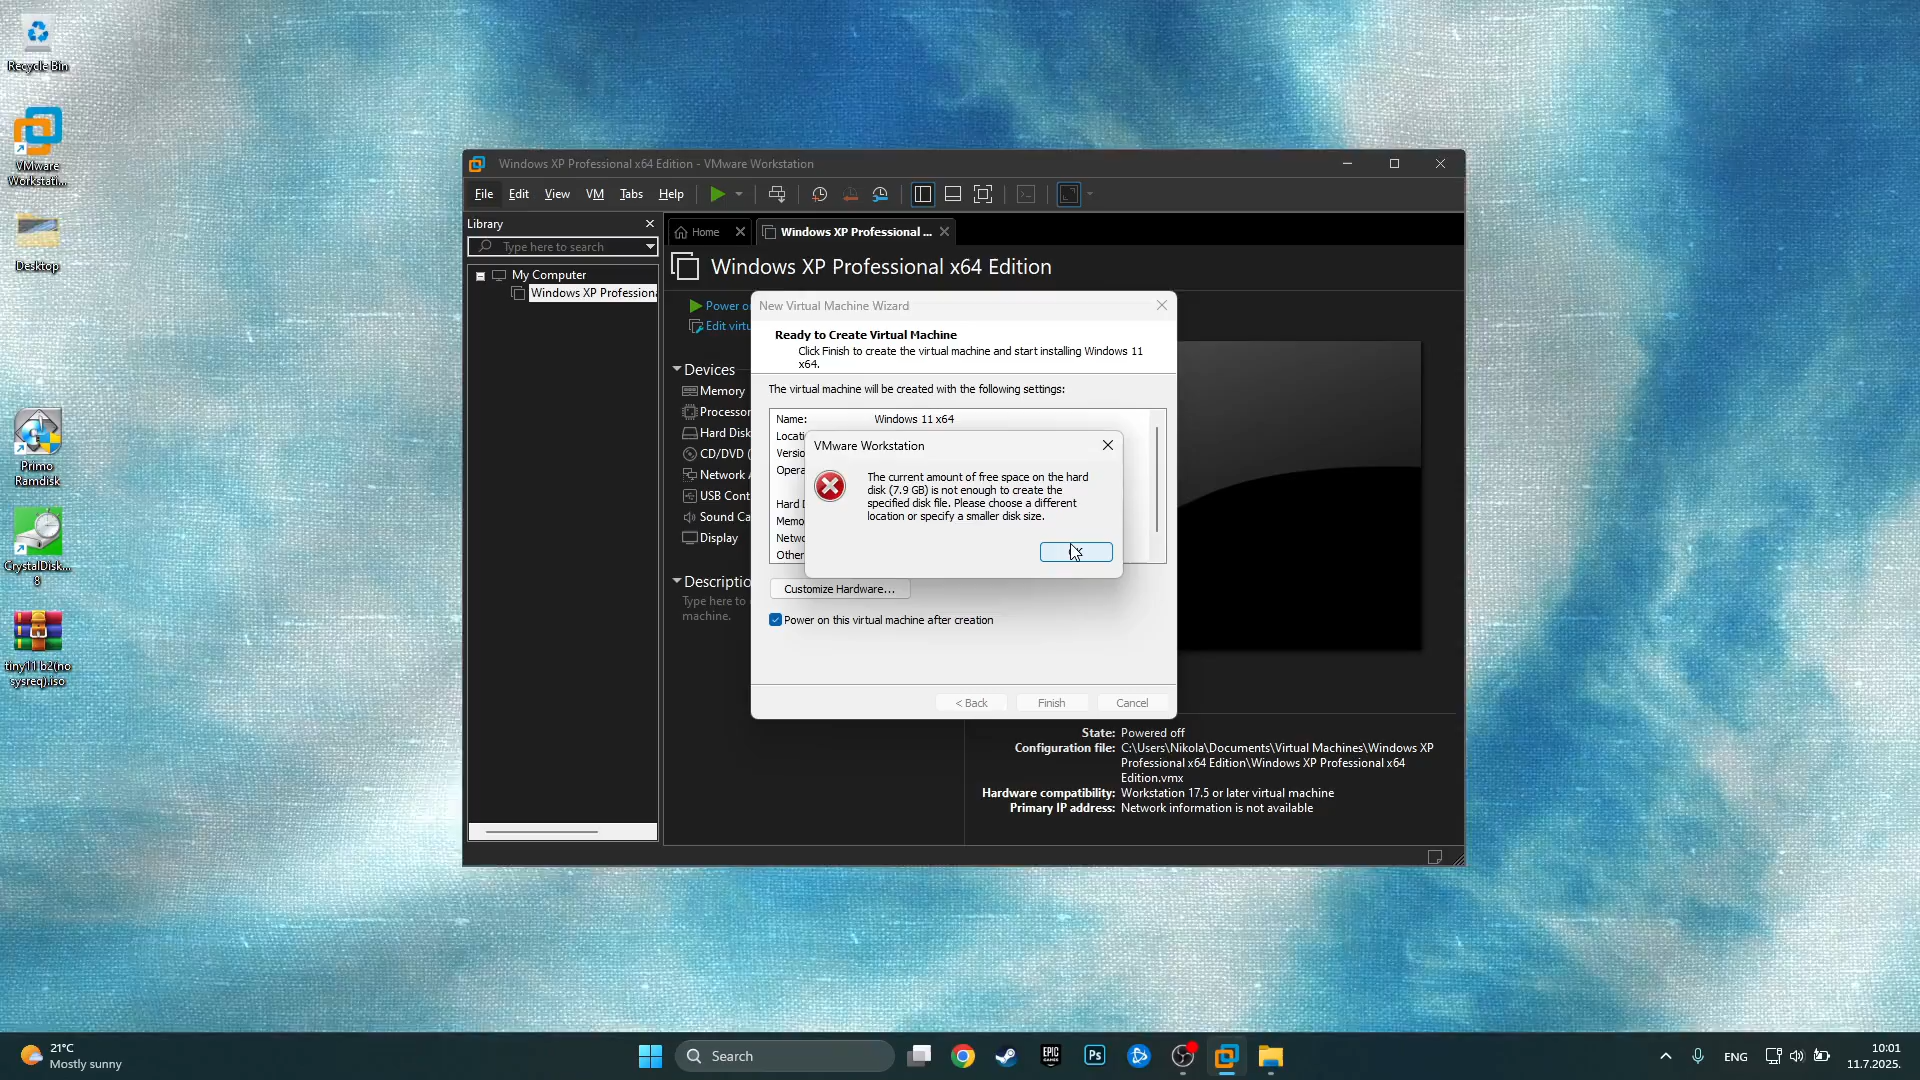 Recycle Bin
VMware
Workstati...
Desktop
Primo
Ramdisk
CrystalDisk...
8
tiny11b2(no
sysreq).iso
Windows XP Professional x64 Edition - VMware Workstation
File Edit View VM Tabs Help
Library
Type here to search
My Computer
Windows XP Profession
Home
Windows XP Professional ...
Windows XP Professional x64 Edition
Power o
Edit virtu
Devices
Memory
Processor
Hard Disk
CD/DVD (
Network A
USB Cont
Sound Ca
Display
Descriptio
Type here to
machine.
New Virtual Machine Wizard
Ready to Create Virtual Machine
Click Finish to create the virtual machine and start installing Windows 11
x64.
The virtual machine will be created with the following settings:
Name: Windows 11 x64
Locati
Versio
Opera
Hard D
Memo
Netwo
Other
VMware Workstation
The current amount of free space on the hard
disk (7.9 GB) is not enough to create the
specified disk file. Please choose a different
location or specify a smaller disk size.
Customize Hardware...
Power on this virtual machine after creation
< Back Finish Cancel
State: Powered off
Configuration file: C:\Users\Nikola\Documents\Virtual Machines\Windows XP
Professional x64 Edition\Windows XP Professional x64
Edition.vmx
Hardware compatibility: Workstation 17.5 or later virtual machine
Primary IP address: Network information is not available
21°C
Mostly sunny
Search
EPIC
GAMES
Ps
ENG
10:01
11.7.2025.